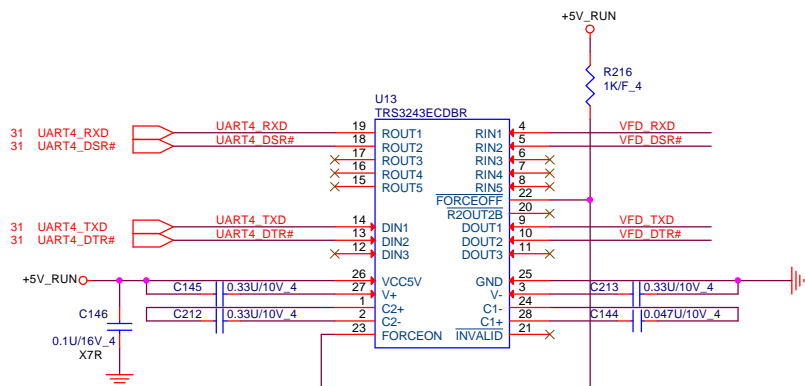 +5V_RUN
R216
1K/F_4
U13
TRS3243ECDBR
31 UART4_RXD UART4_RXD 19 ROUT1 RIN1 4 VFD_RXD
31 UART4_DSR# UART4_DSR# 18 ROUT2 RIN2 5 VFD_DSR#
17 ROUT3 RIN3 6
16 ROUT4 RIN4 7
15 ROUT5 RIN5 8
FORCEOFF 22
R2OUT2B 20
31 UART4_TXD UART4_TXD 14 DIN1 DOUT1 9 VFD_TXD
31 UART4_DTR# UART4_DTR# 13 DIN2 DOUT2 10 VFD_DTR#
12 DIN3 DOUT3 11
+5V_RUN 26 VCC5V GND 25
C145 0.33U/10V_4 27 V+ V- 3 C213 0.33U/10V_4
1 C2+ C1- 24
C212 0.33U/10V_4 2 C2- C1+ 28 C144 0.047U/10V_4
23 FORCEON INVALID 21
C146
0.1U/16V_4
X7R